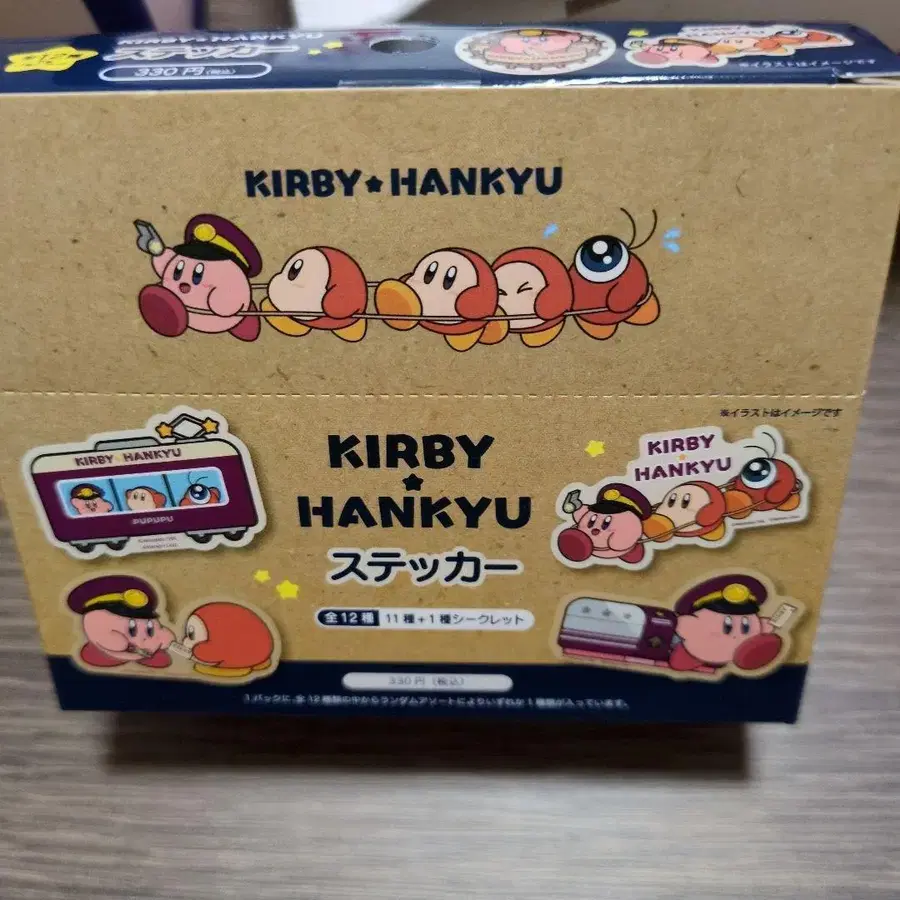 KIRBY★HANKYU
ステッカー
330円(税込)
※イラストはイメージです
KIRBY★HANKYU
※イラストはイメージです
KIRBY HANKYU
PUPUPU
KIRBY
★
HANKYU
ステッカー
KIRBY
HANKYU
全12種 11種+1種シークレット
330円(税込)
1パックに、全12種類の中からランダムアソートによりいずれか1種類が入っています。